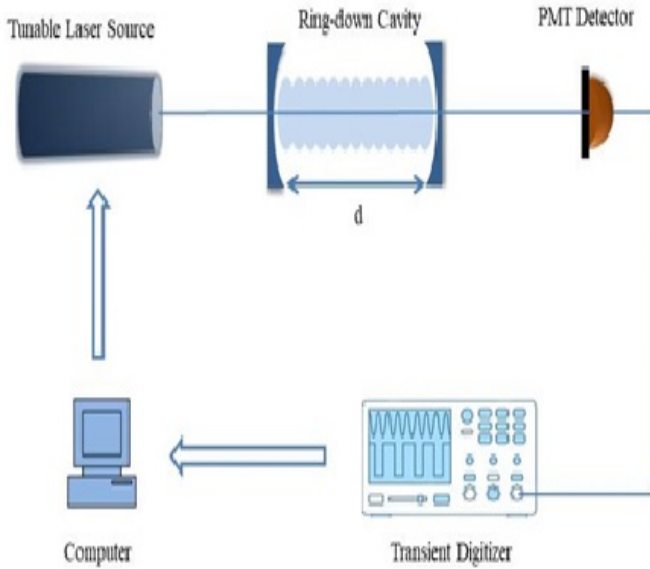 Tunable Laser Source
Ring-down Cavity
PMT Detector
d
Computer
Transient Digitizer